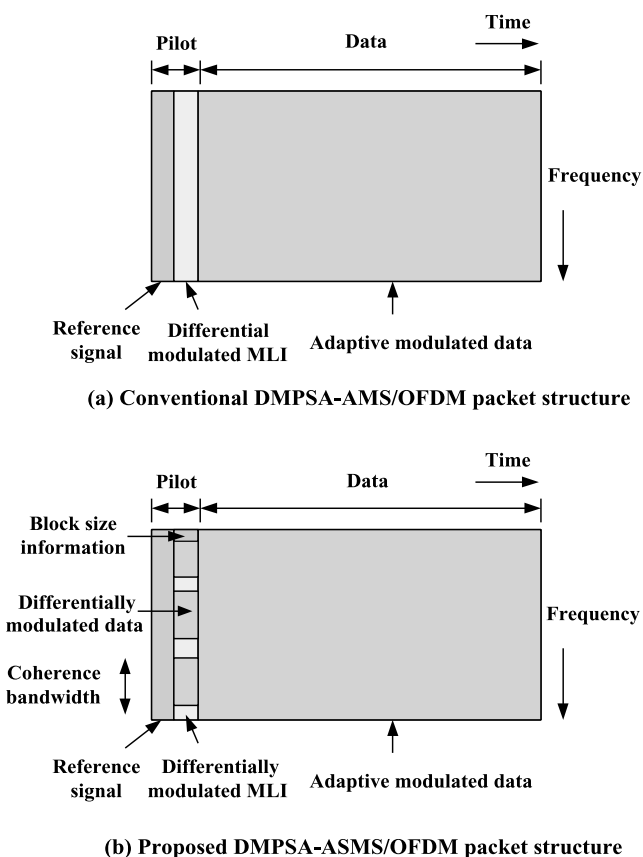 Pilot
Data
Time
Frequency
Reference
signal
Differential
modulated MLI
Adaptive modulated data
(a) Conventional DMPSA-AMS/OFDM packet structure
Pilot
Data
Time
Block size
information
Differentially
modulated data
Frequency
Coherence
bandwidth
Reference
signal
Differentially
modulated MLI
Adaptive modulated data
(b) Proposed DMPSA-ASMS/OFDM packet structure